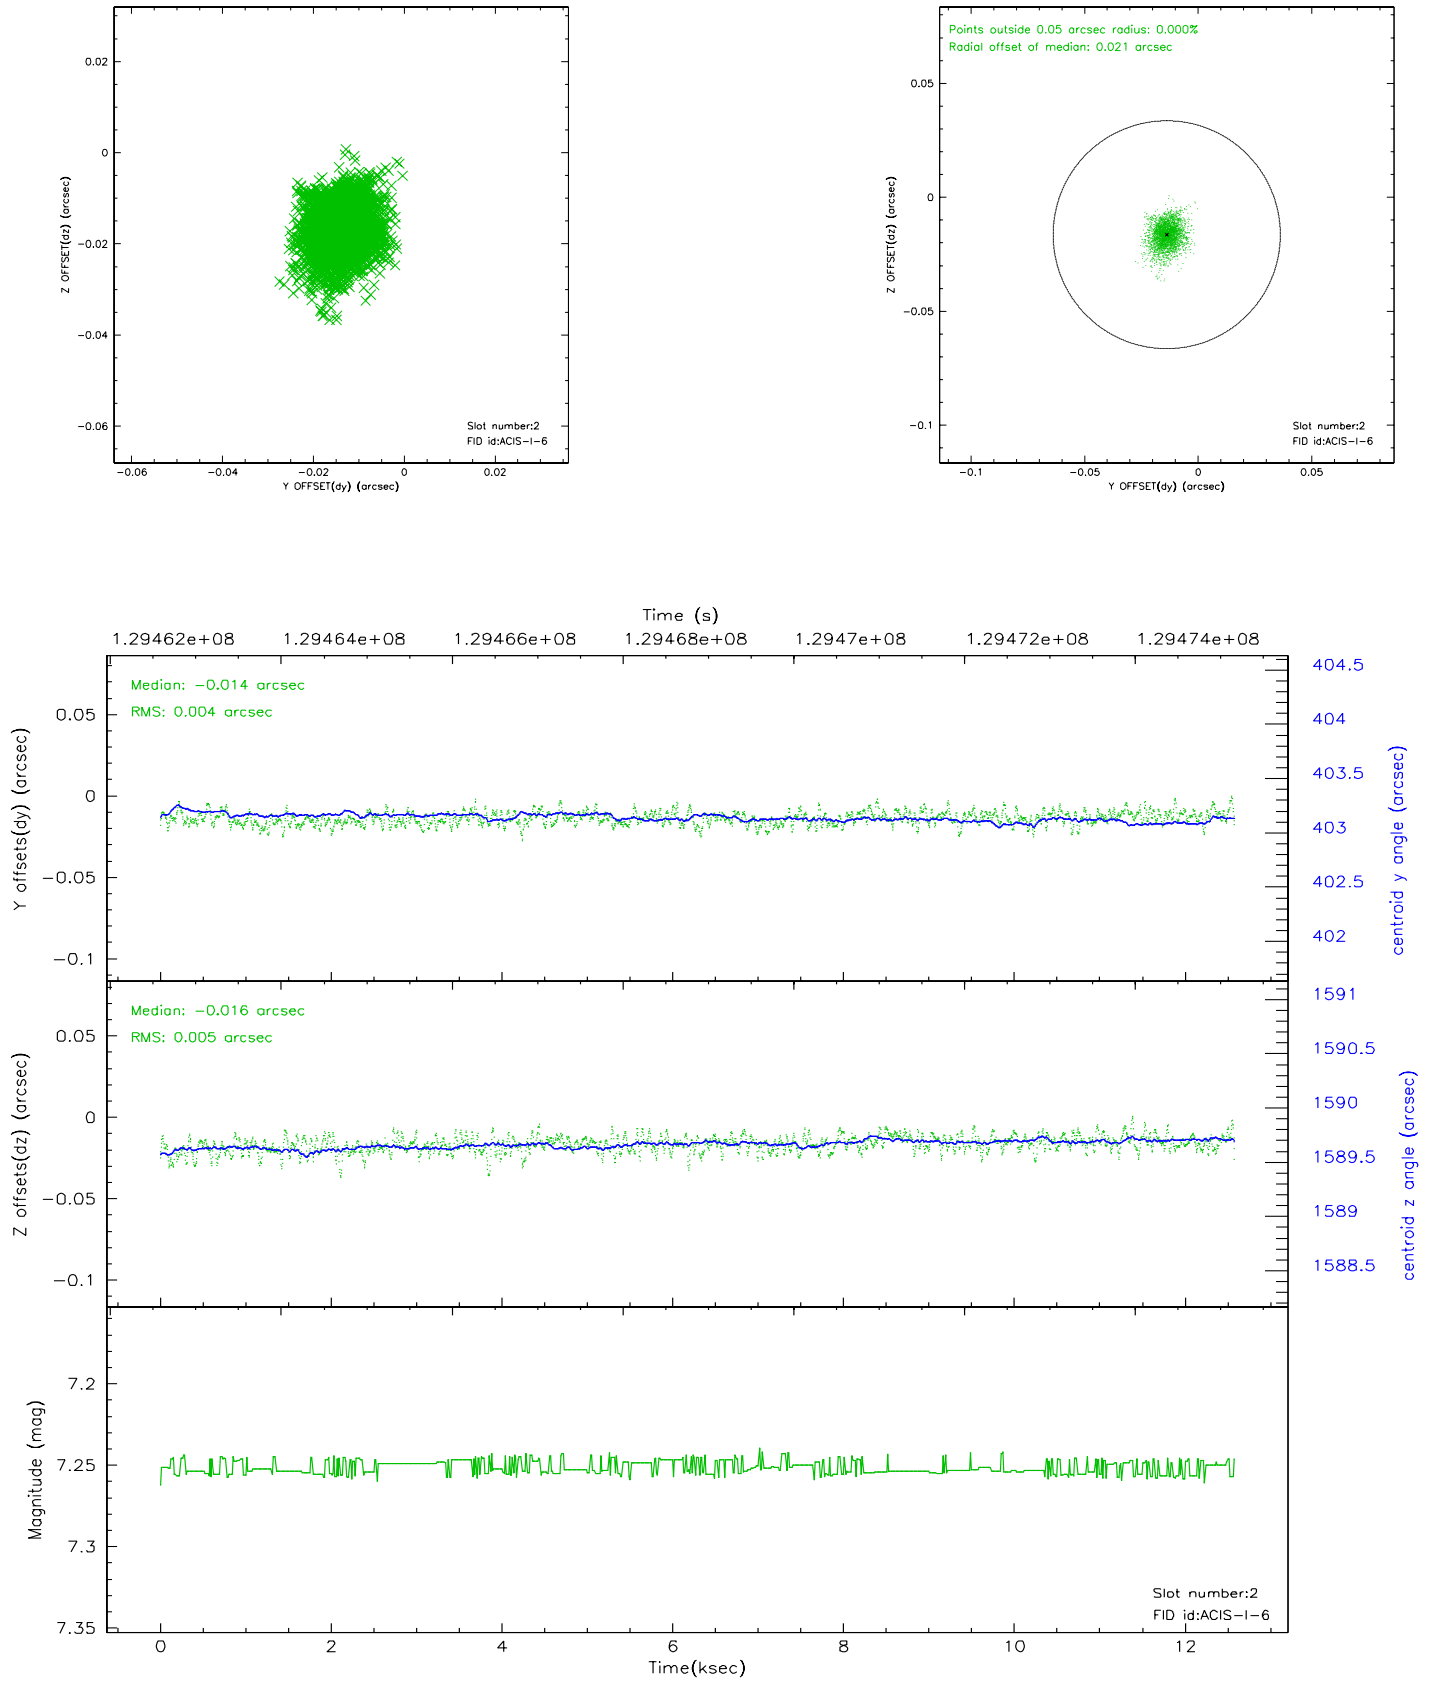 0.02
0
-0.02
-0.04
-0.06
Z OFFSET(dz) (arcsec)
Slot number:2
FID id:ACIS-I-6
-0.06 -0.04 -0.02 0 0.02
Y OFFSET(dy) (arcsec)
Points outside 0.05 arcsec radius: 0.000%
Radial offset of median: 0.021 arcsec
0.05
0
-0.05
-0.1
Z OFFSET(dz) (arcsec)
Slot number:2
FID id:ACIS-I-6
-0.1 -0.05 0 0.05
Y OFFSET(dy) (arcsec)
Time (s)
1.29462e+08 1.29464e+08 1.29466e+08 1.29468e+08 1.2947e+08 1.29472e+08 1.29474e+08
Median: -0.014 arcsec
RMS: 0.004 arcsec
0.05
0
-0.05
-0.1
Y offsets(dy) (arcsec)
404.5
404
403.5
403
402.5
402
centroid y angle (arcsec)
Median: -0.016 arcsec
RMS: 0.005 arcsec
0.05
0
-0.05
-0.1
Z offsets(dz) (arcsec)
1591
1590.5
1590
1589.5
1589
1588.5
centroid z angle (arcsec)
7.2
7.25
7.3
7.35
Magnitude (mag)
Slot number:2
FID id:ACIS-I-6
0 2 4 6 8 10 12
Time(ksec)